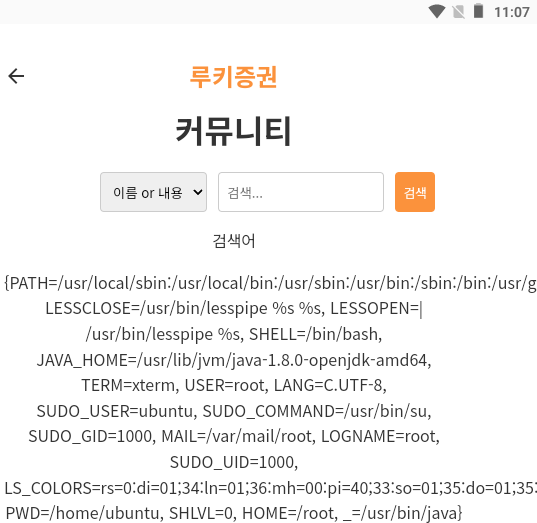 11:07
루키증권
커뮤니티
이름 or 내용 검색... 검색
검색어
{PATH=/usr/local/sbin:/usr/local/bin:/usr/sbin:/usr/bin:/sbin:/bin:/usr/g
LESSCLOSE=/usr/bin/lesspipe %s %s, LESSOPEN=|
/usr/bin/lesspipe %s, SHELL=/bin/bash,
JAVA_HOME=/usr/lib/jvm/java-1.8.0-openjdk-amd64,
TERM=xterm, USER=root, LANG=C.UTF-8,
SUDO_USER=ubuntu, SUDO_COMMAND=/usr/bin/su,
SUDO_GID=1000, MAIL=/var/mail/root, LOGNAME=root,
SUDO_UID=1000,
LS_COLORS=rs=0:di=01;34:ln=01;36:mh=00:pi=40;33:so=01;35:do=01;35:
PWD=/home/ubuntu, SHLVL=0, HOME=/root, _=/usr/bin/java}